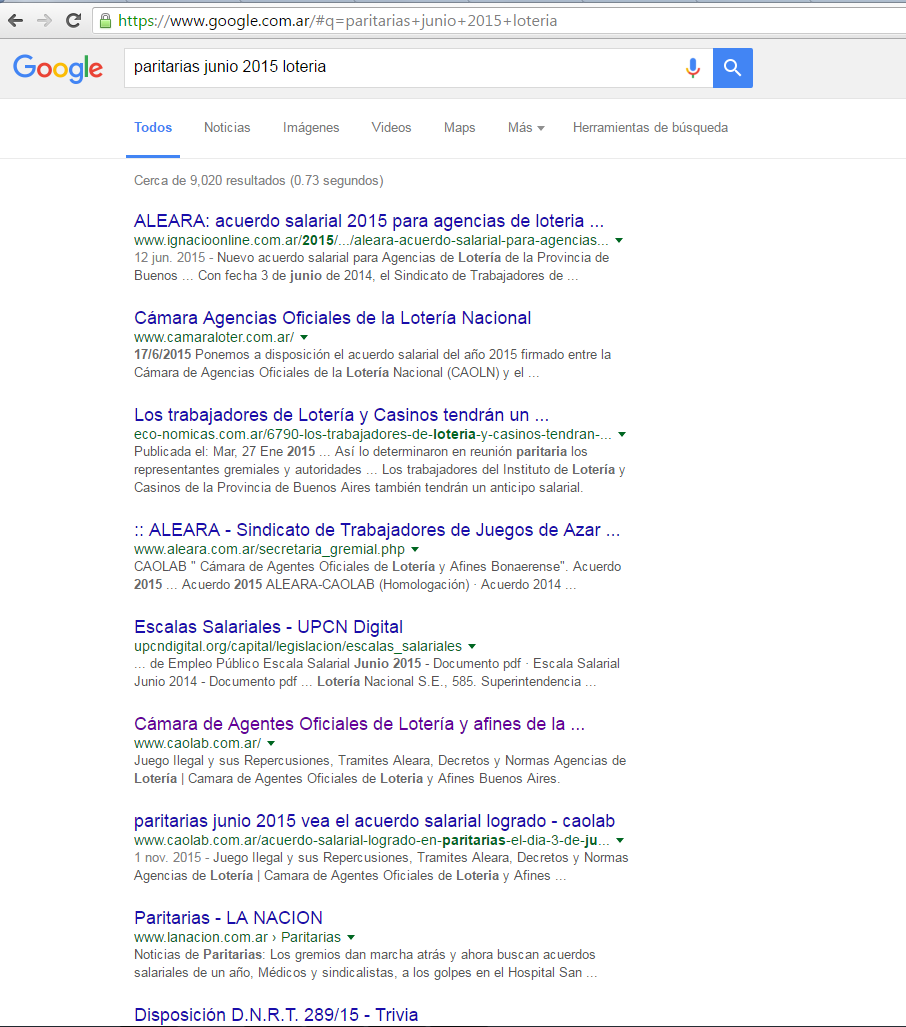 https://www.google.com.ar/#q=paritarias+junio+2015+loteria
Google
paritarias junio 2015 loteria
Todos Noticias Imágenes Videos Maps Más Herramientas de búsqueda
Cerca de 9,020 resultados (0.73 segundos)
ALEARA: acuerdo salarial 2015 para agencias de loteria ...
www.ignacioonline.com.ar/2015/.../aleara-acuerdo-salarial-para-agencias...
12 jun. 2015 - Nuevo acuerdo salarial para Agencias de Lotería de la Provincia de
Buenos ... Con fecha 3 de junio de 2014, el Sindicato de Trabajadores de ...
Cámara Agencias Oficiales de la Lotería Nacional
www.camaraloter.com.ar/
17/6/2015 Ponemos a disposición el acuerdo salarial del año 2015 firmado entre la
Cámara de Agencias Oficiales de la Lotería Nacional (CAOLN) y el ...
Los trabajadores de Lotería y Casinos tendrán un ...
eco-nomicas.com.ar/6790-los-trabajadores-de-loteria-y-casinos-tendran-...
Publicada el: Mar, 27 Ene 2015 ... Así lo determinaron en reunión paritaria los
representantes gremiales y autoridades ... Los trabajadores del Instituto de Lotería y
Casinos de la Provincia de Buenos Aires también tendrán un anticipo salarial.
:: ALEARA - Sindicato de Trabajadores de Juegos de Azar ...
www.aleara.com.ar/secretaria_gremial.php
CAOLAB " Cámara de Agentes Oficiales de Lotería y Afines Bonaerense". Acuerdo
2015 ... Acuerdo 2015 ALEARA-CAOLAB (Homologación) · Acuerdo 2014 ...
Escalas Salariales - UPCN Digital
upcndigital.org/capital/legislacion/escalas_salariales
... de Empleo Público Escala Salarial Junio 2015 - Documento pdf · Escala Salarial
Junio 2014 - Documento pdf ... Lotería Nacional S.E., 585. Superintendencia ...
Cámara de Agentes Oficiales de Lotería y afines de la ...
www.caolab.com.ar/
Juego Ilegal y sus Repercusiones, Tramites Aleara, Decretos y Normas Agencias de
Lotería | Camara de Agentes Oficiales de Loteria y Afines Buenos Aires.
paritarias junio 2015 vea el acuerdo salarial logrado - caolab
www.caolab.com.ar/acuerdo-salarial-logrado-en-paritarias-el-dia-3-de-ju...
1 nov. 2015 - Juego Ilegal y sus Repercusiones, Tramites Aleara, Decretos y Normas
Agencias de Lotería | Camara de Agentes Oficiales de Loteria y Afines ...
Paritarias - LA NACION
www.lanacion.com.ar › Paritarias
Noticias de Paritarias: Los gremios dan marcha atrás y ahora buscan acuerdos
salariales de un año, Médicos y sindicalistas, a los golpes en el Hospital San ...
Disposición D.N.R.T. 289/15 - Trivia